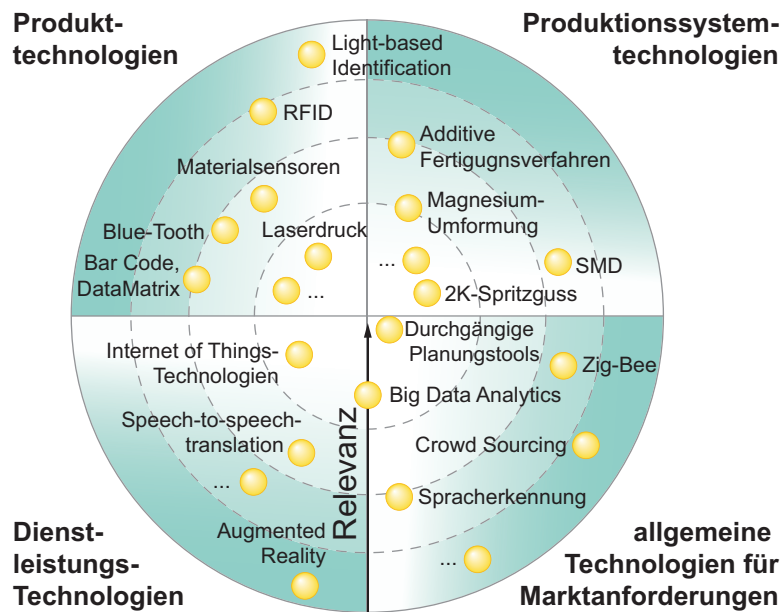 Produkt
technologien
Produktionssystem-
technologien
Light-based
Identification
RFID
Additive
Fertigugnsverfahren
Materialsensoren
Magnesium-
Umformung
Blue-Tooth
Laserdruck
Bar Code,
DataMatrix
...
...
SMD
2K-Spritzguss
Durchgängige
Planungstools
Internet of Things-
Technologien
Zig-Bee
Big Data Analytics
Speech-to-speech-
translation
Crowd Sourcing
...
Spracherkennung
Relevanz
Augmented
Reality
...
Dienst-
leistungs-
Technologien
allgemeine
Technologien für
Marktanforderungen